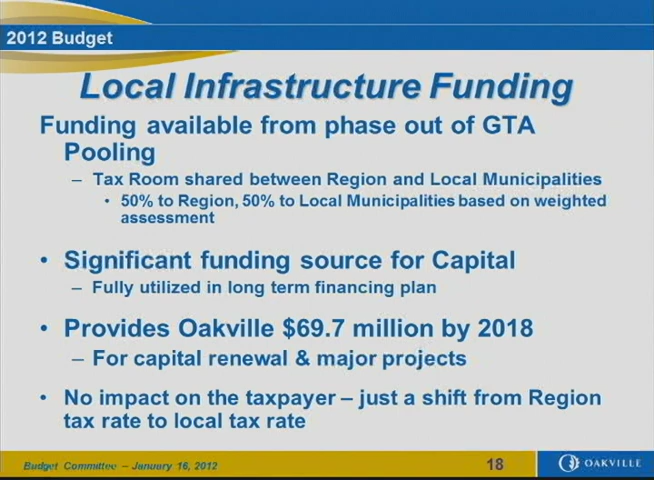 2012 Budget
Local Infrastructure Funding
Funding available from phase out of GTA
Pooling
– Tax Room shared between Region and Local Municipalities
• 50% to Region, 50% to Local Municipalities based on weighted
assessment
• Significant funding source for Capital
– Fully utilized in long term financing plan
• Provides Oakville $69.7 million by 2018
– For capital renewal & major projects
• No impact on the taxpayer – just a shift from Region
tax rate to local tax rate
Budget Committee – January 16, 2012
18
OAKVILLE